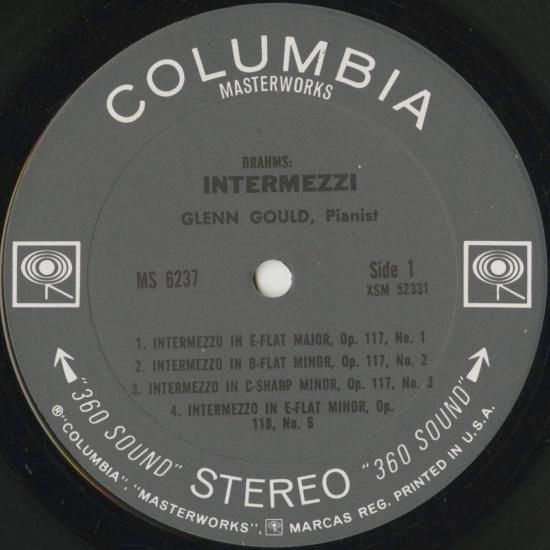 COLUMBIA
MASTERWORKS
BRAHMS:
INTERMEZZI
GLENN GOULD, Pianist
MS 6237
Side 1
XSM 52331
1. INTERMEZZO IN E-FLAT MAJOR, Op. 117, No. 1
2. INTERMEZZO IN B-FLAT MINOR, Op. 117, No. 2
3. INTERMEZZO IN C-SHARP MINOR, Op. 117, No. 3
4. INTERMEZZO IN E-FLAT MINOR, Op.
118, No. 6
"360 SOUND" STEREO "360 SOUND"
®"COLUMBIA", "MASTERWORKS", MARCAS REG. PRINTED IN U.S.A.